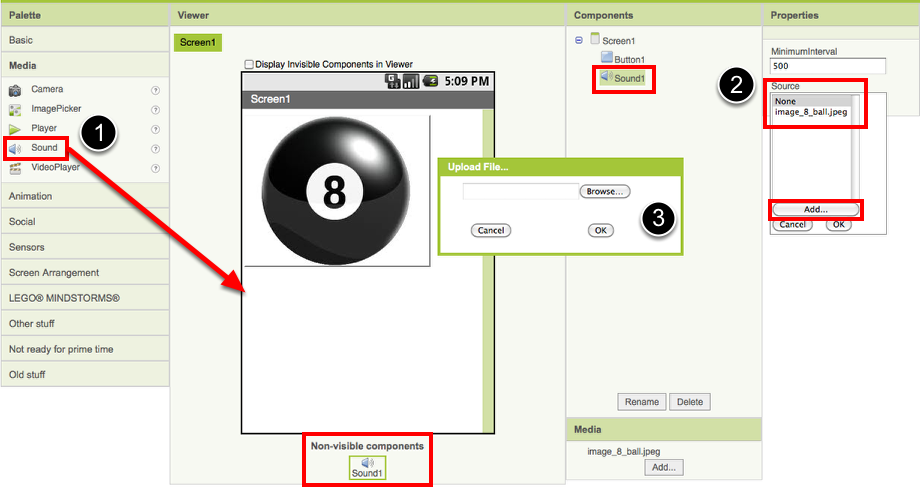 Palette
Basic
Media
Camera ?
ImagePicker ?
Player ?
Sound ?
VideoPlayer ?
1
Animation
Social
Sensors
Screen Arrangement
LEGO® MINDSTORMS®
Other stuff
Not ready for prime time
Old stuff
Viewer
Screen1
Display Invisible Components in Viewer
5:09 PM
Screen1
8
Upload File...
Browse...
Cancel
OK
3
Non-visible components
Sound1
Components
Screen1
Button1
Sound1
Rename
Delete
Media
image_8_ball.jpeg
Add...
Properties
MinimumInterval
500
2
Source
None
image_8_ball.jpeg
Add...
Cancel
OK